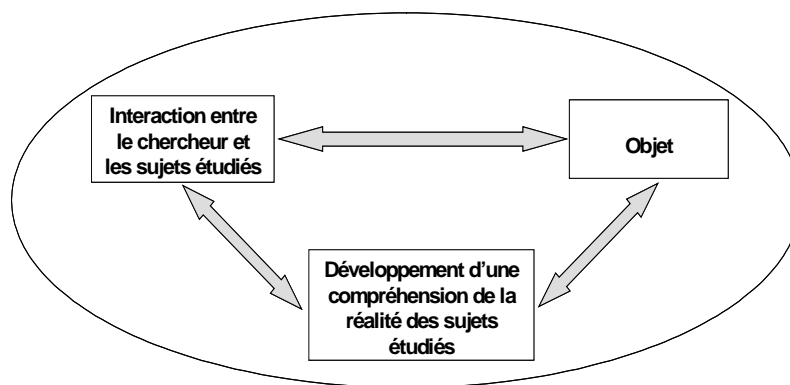 Interaction entre
le chercheur et
les sujets étudiés
Objet
Développement d'une
compréhension de la
réalité des sujets
étudiés